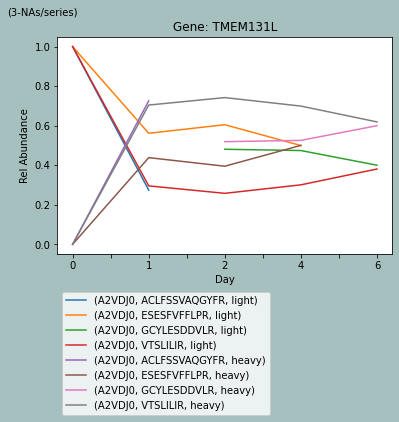 (3-NAs/series)
Gene: TMEM131L
Rel Abundance
1.0
0.8
0.6
0.4
0.2
0.0
0 1 2 4 6
Day
(A2VDJ0, ACLFSSVAQGYFR, light)
(A2VDJ0, ESESFVFFLPR, light)
(A2VDJ0, GCYLESDDVLR, light)
(A2VDJ0, VTSLILIR, light)
(A2VDJ0, ACLFSSVAQGYFR, heavy)
(A2VDJ0, ESESFVFFLPR, heavy)
(A2VDJ0, GCYLESDDVLR, heavy)
(A2VDJ0, VTSLILIR, heavy)